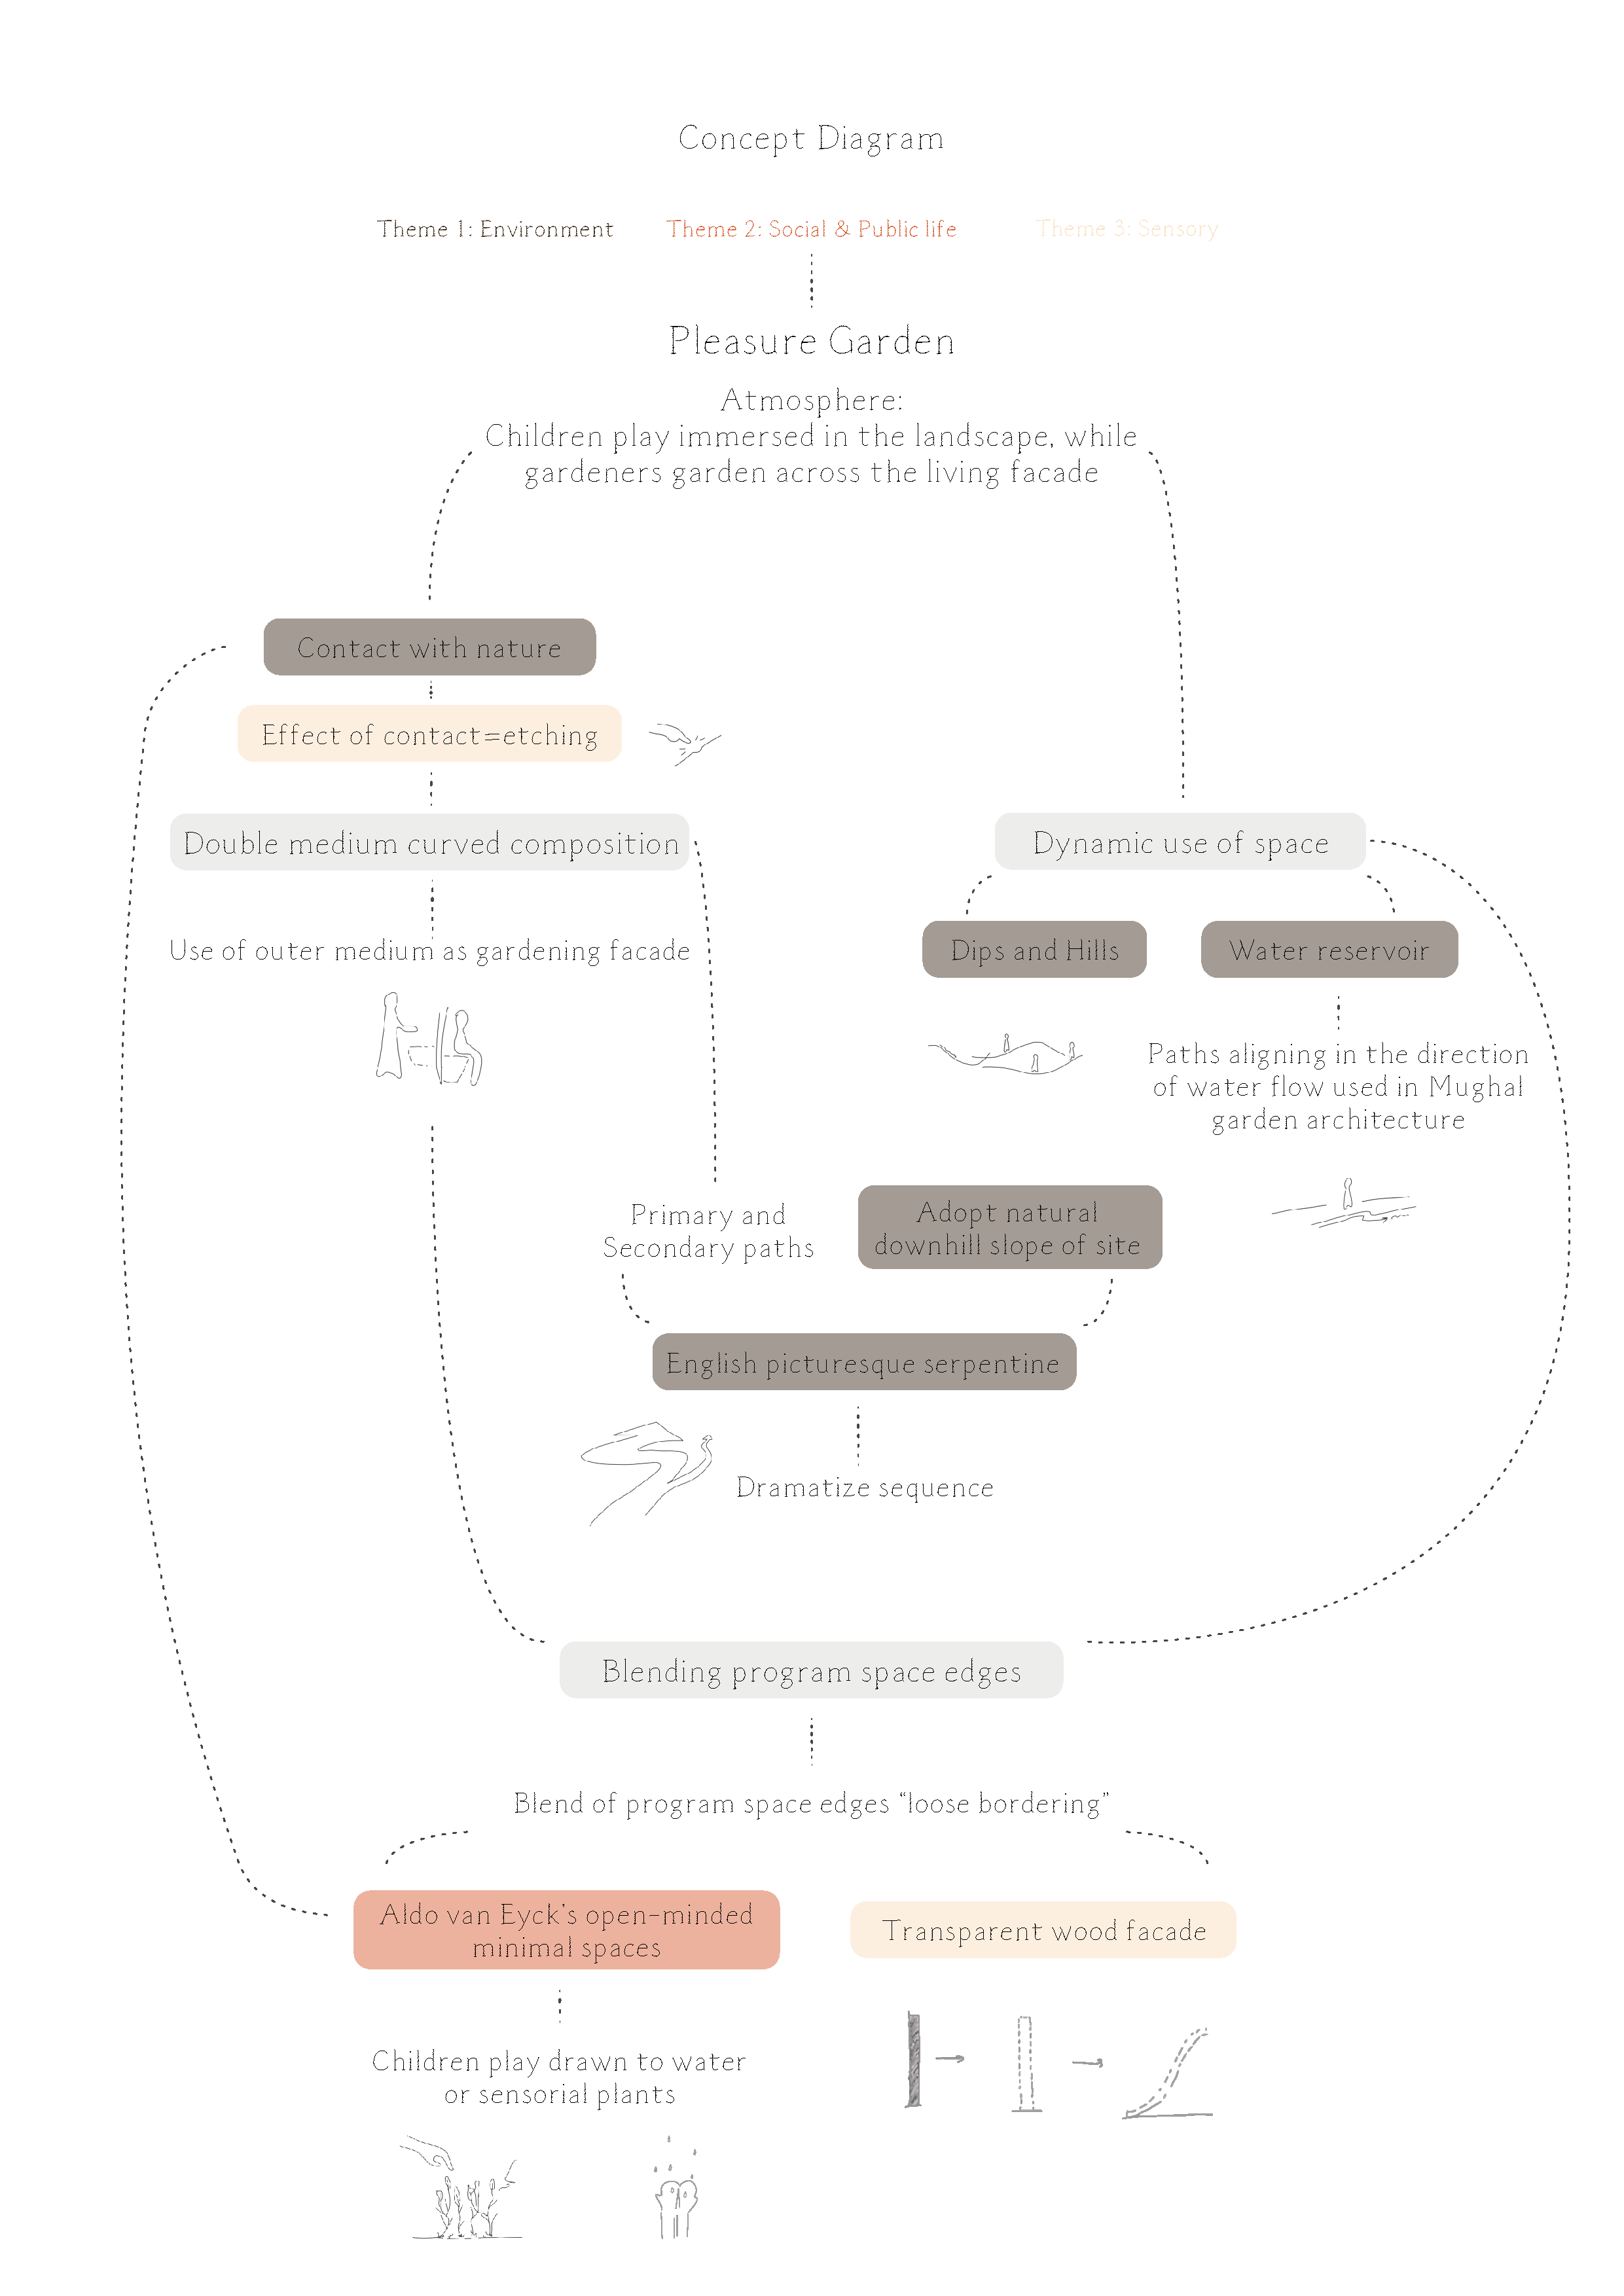 Concept Diagram
Theme 1: Environment
Theme 2: Social & Public life
Theme 3: Sensory
Pleasure Garden
Atmosphere:
Children play immersed in the landscape, while
gardeners garden across the living facade
Contact with nature
Effect of contact=etching
Double medium curved composition
Dynamic use of space
Use of outer medium as gardening facade
Dips and Hills
Water reservoir
Paths aligning in the direction
of water flow used in Mughal
garden architecture
Primary and
Secondary paths
Adopt natural
downhill slope of site
English picturesque serpentine
Dramatize sequence
Blending program space edges
Blend of program space edges “loose bordering”
Aldo van Eyck’s open-minded
minimal spaces
Transparent wood facade
Children play drawn to water
or sensorial plants